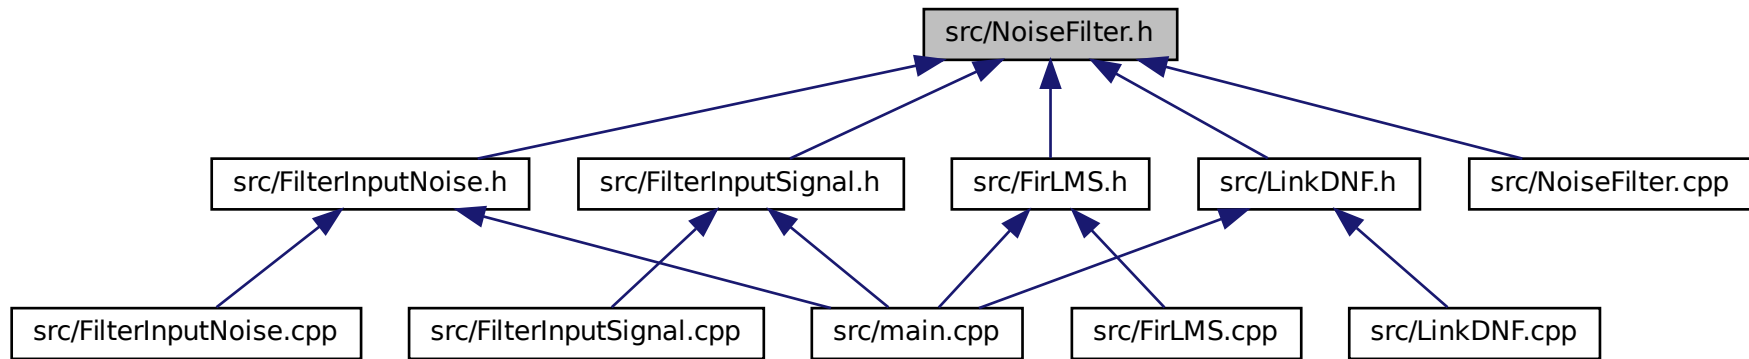 src/NoiseFilter.h
src/FilterInputNoise.h
src/FilterInputSignal.h
src/FirLMS.h
src/LinkDNF.h
src/NoiseFilter.cpp
src/FilterInputNoise.cpp
src/FilterInputSignal.cpp
src/main.cpp
src/FirLMS.cpp
src/LinkDNF.cpp